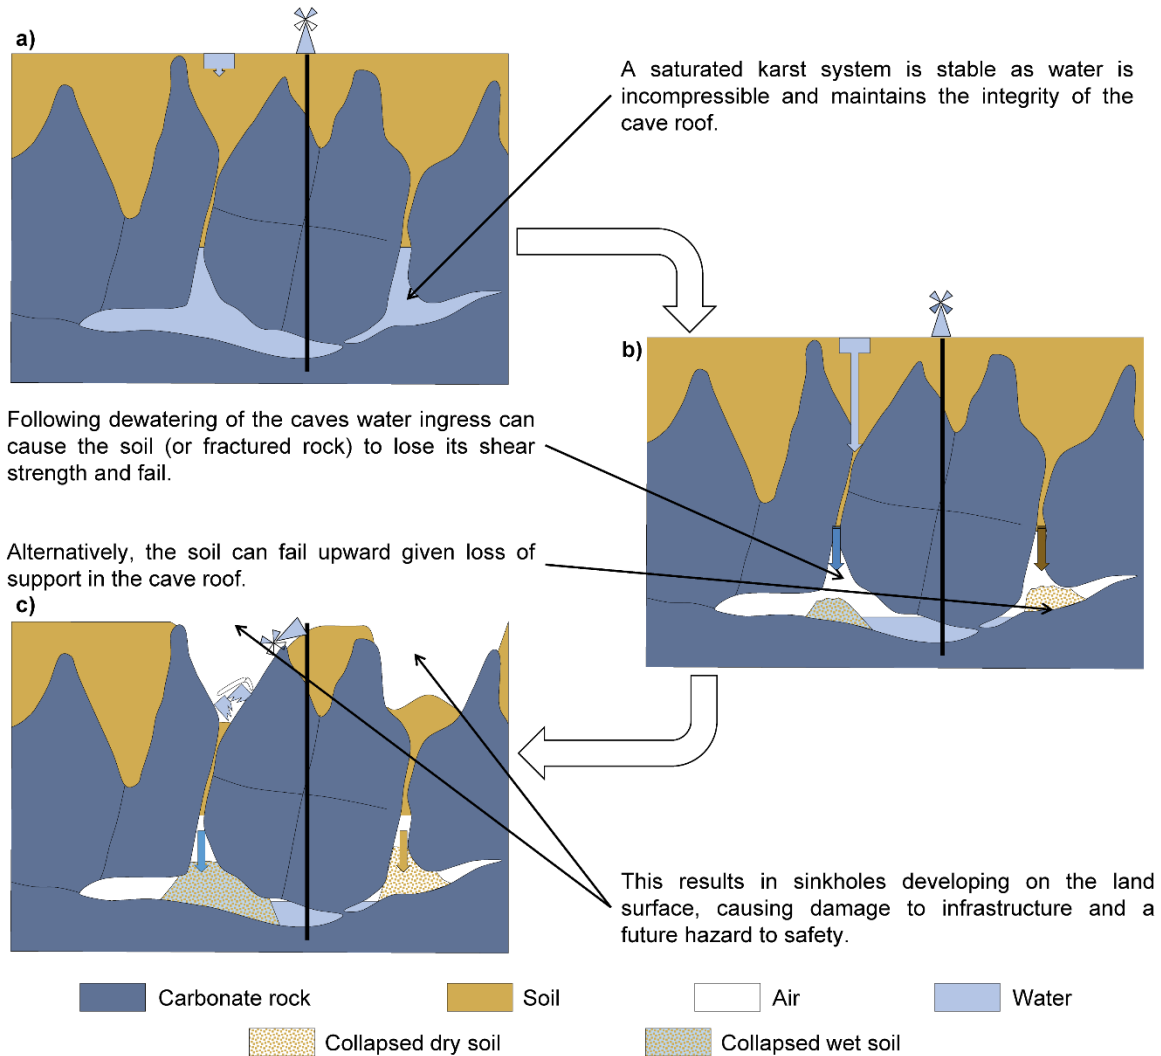 a)
A saturated karst system is stable as water is
incompressible and maintains the integrity of the
cave roof.
b)
Following dewatering of the caves water ingress can
cause the soil (or fractured rock) to lose its shear
strength and fail.
Alternatively, the soil can fail upward given loss of
support in the cave roof.
c)
This results in sinkholes developing on the land
surface, causing damage to infrastructure and a
future hazard to safety.
Carbonate rock
Soil
Air
Water
Collapsed dry soil
Collapsed wet soil